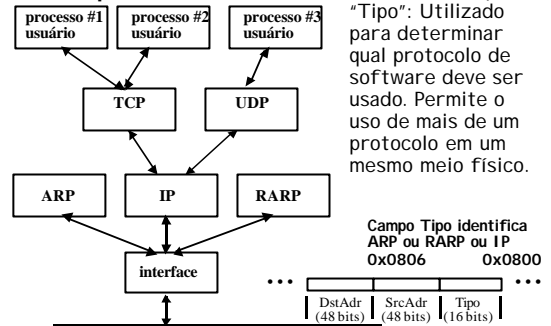 processo #1
usuário
processo #2
usuário
processo #3
usuário
"Tipo": Utilizado
para determinar
qual protocolo de
software deve ser
usado. Permite o
uso de mais de um
protocolo em um
mesmo meio físico.
TCP
UDP
ARP
IP
RARP
interface
Campo Tipo identifica
ARP ou RARP ou IP
0x0806 0x0800
... ...
DstAdr
(48 bits)
SrcAdr
(48 bits)
Tipo
(16 bits)